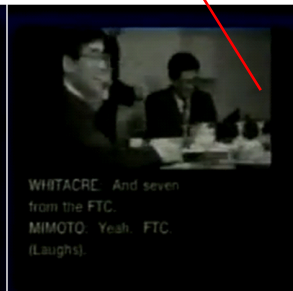 WHITACRE: And seven
from the FTC.
MIMOTO: Yeah. FTC.
(Laughs).